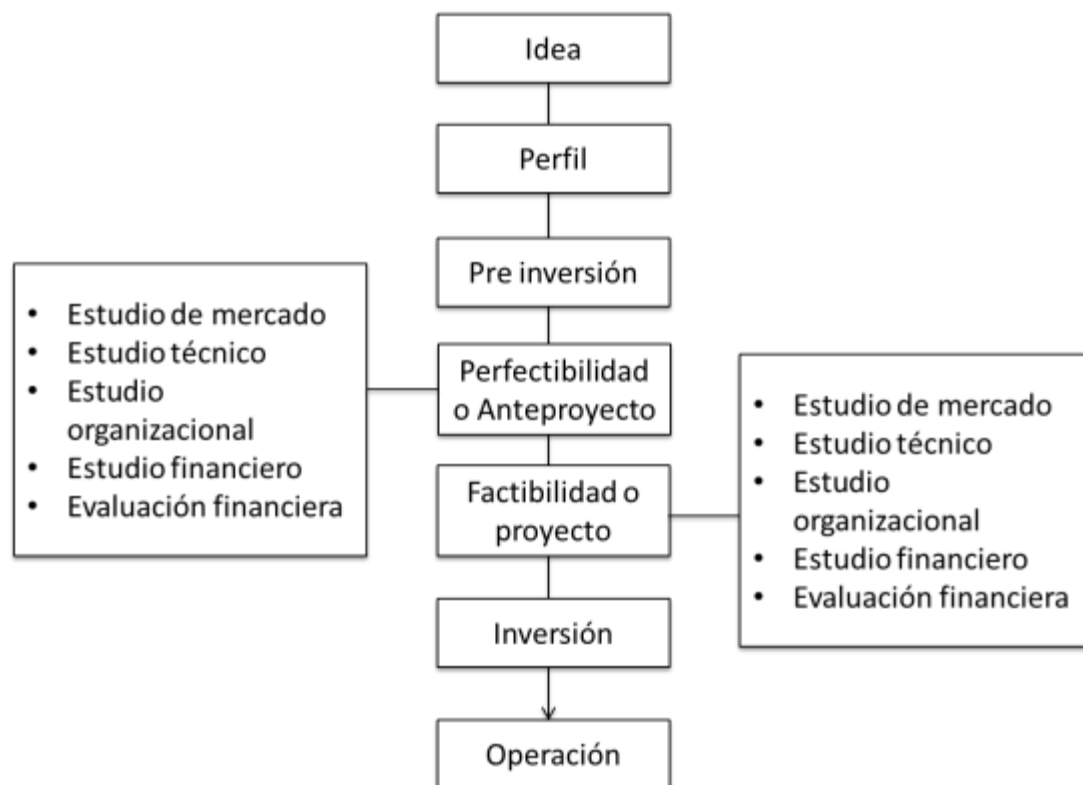 Idea
Perfil
Pre inversión
• Estudio de mercado
• Estudio técnico
• Estudio
organizacional
• Estudio financiero
• Evaluación financiera
Perfectibilidad
o Anteproyecto
Factibilidad o
proyecto
• Estudio de mercado
• Estudio técnico
• Estudio
organizacional
• Estudio financiero
• Evaluación financiera
Inversión
Operación